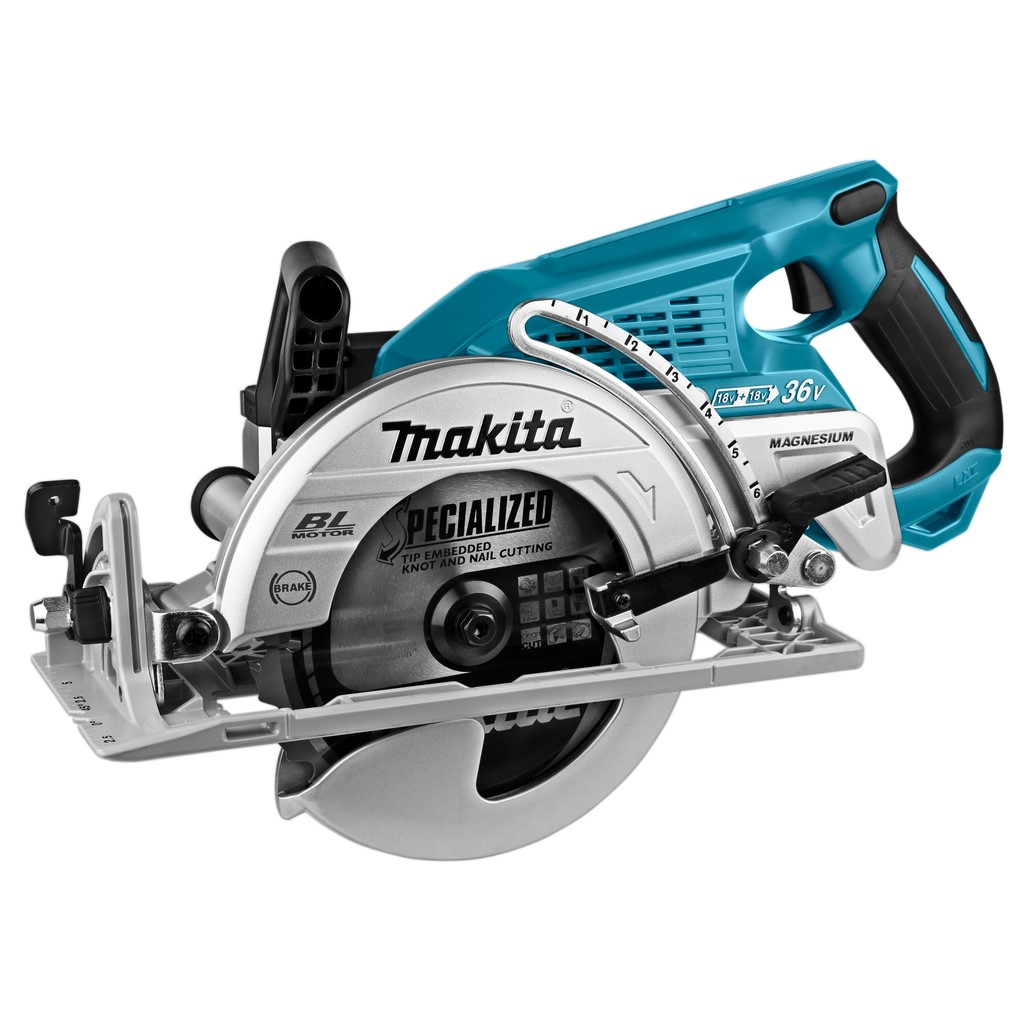 1
2
3
4
5
6
18v+18v 36v
MAGNESIUM
makita®
SPECIALIZED
TIP EMBEDDED
KNOT AND NAIL CUTTING
BL
MOTOR
BRAKE